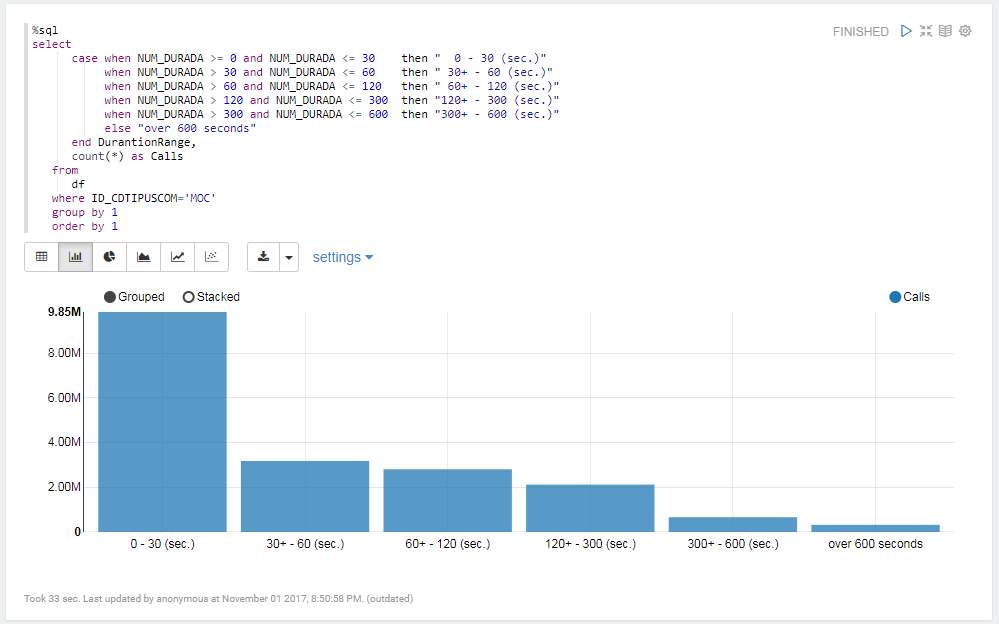 %sql
FINISHED
select
case when NUM_DURADA >= 0 and NUM_DURADA <= 30 then "  0 - 30 (sec.)"
when NUM_DURADA > 30 and NUM_DURADA <= 60 then " 30+ - 60 (sec.)"
when NUM_DURADA > 60 and NUM_DURADA <= 120 then " 60+ - 120 (sec.)"
when NUM_DURADA > 120 and NUM_DURADA <= 300 then "120+ - 300 (sec.)"
when NUM_DURADA > 300 and NUM_DURADA <= 600 then "300+ - 600 (sec.)"
else "over 600 seconds"
end DurantionRange,
count(*) as Calls
from
df
where ID_CDTIPUSCOM='MOC'
group by 1
order by 1
settings
Grouped Stacked Calls
9.85M
8.00M
6.00M
4.00M
2.00M
0
0 - 30 (sec.) 30+ - 60 (sec.) 60+ - 120 (sec.) 120+ - 300 (sec.) 300+ - 600 (sec.) over 600 seconds
Took 33 sec. Last updated by anonymous at November 01 2017, 8:50:58 PM. (outdated)